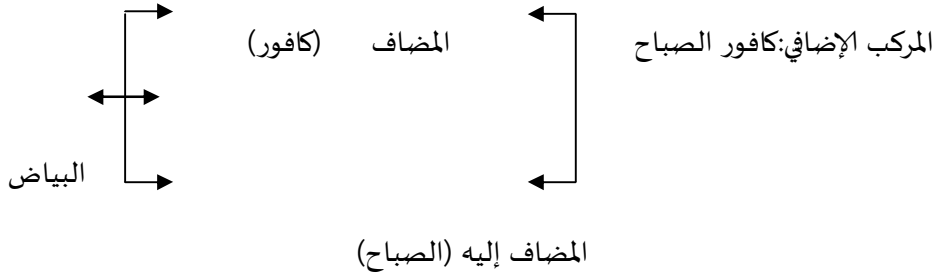 المركب الإضافي:كافور الصباح المضاف (كافور)
البياض
المضاف إليه (الصباح)